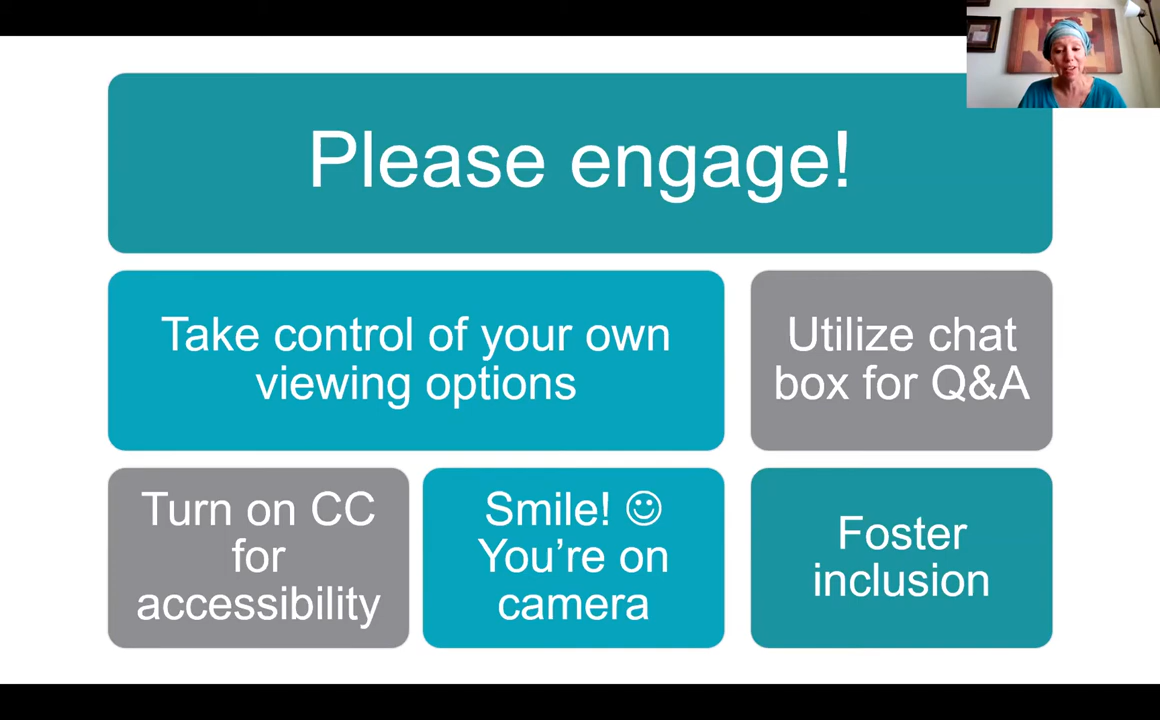 Please engage!
Take control of your own
viewing options
Utilize chat
box for Q&A
Turn on CC
for
accessibility
Smile! ☺
You’re on
camera
Foster
inclusion